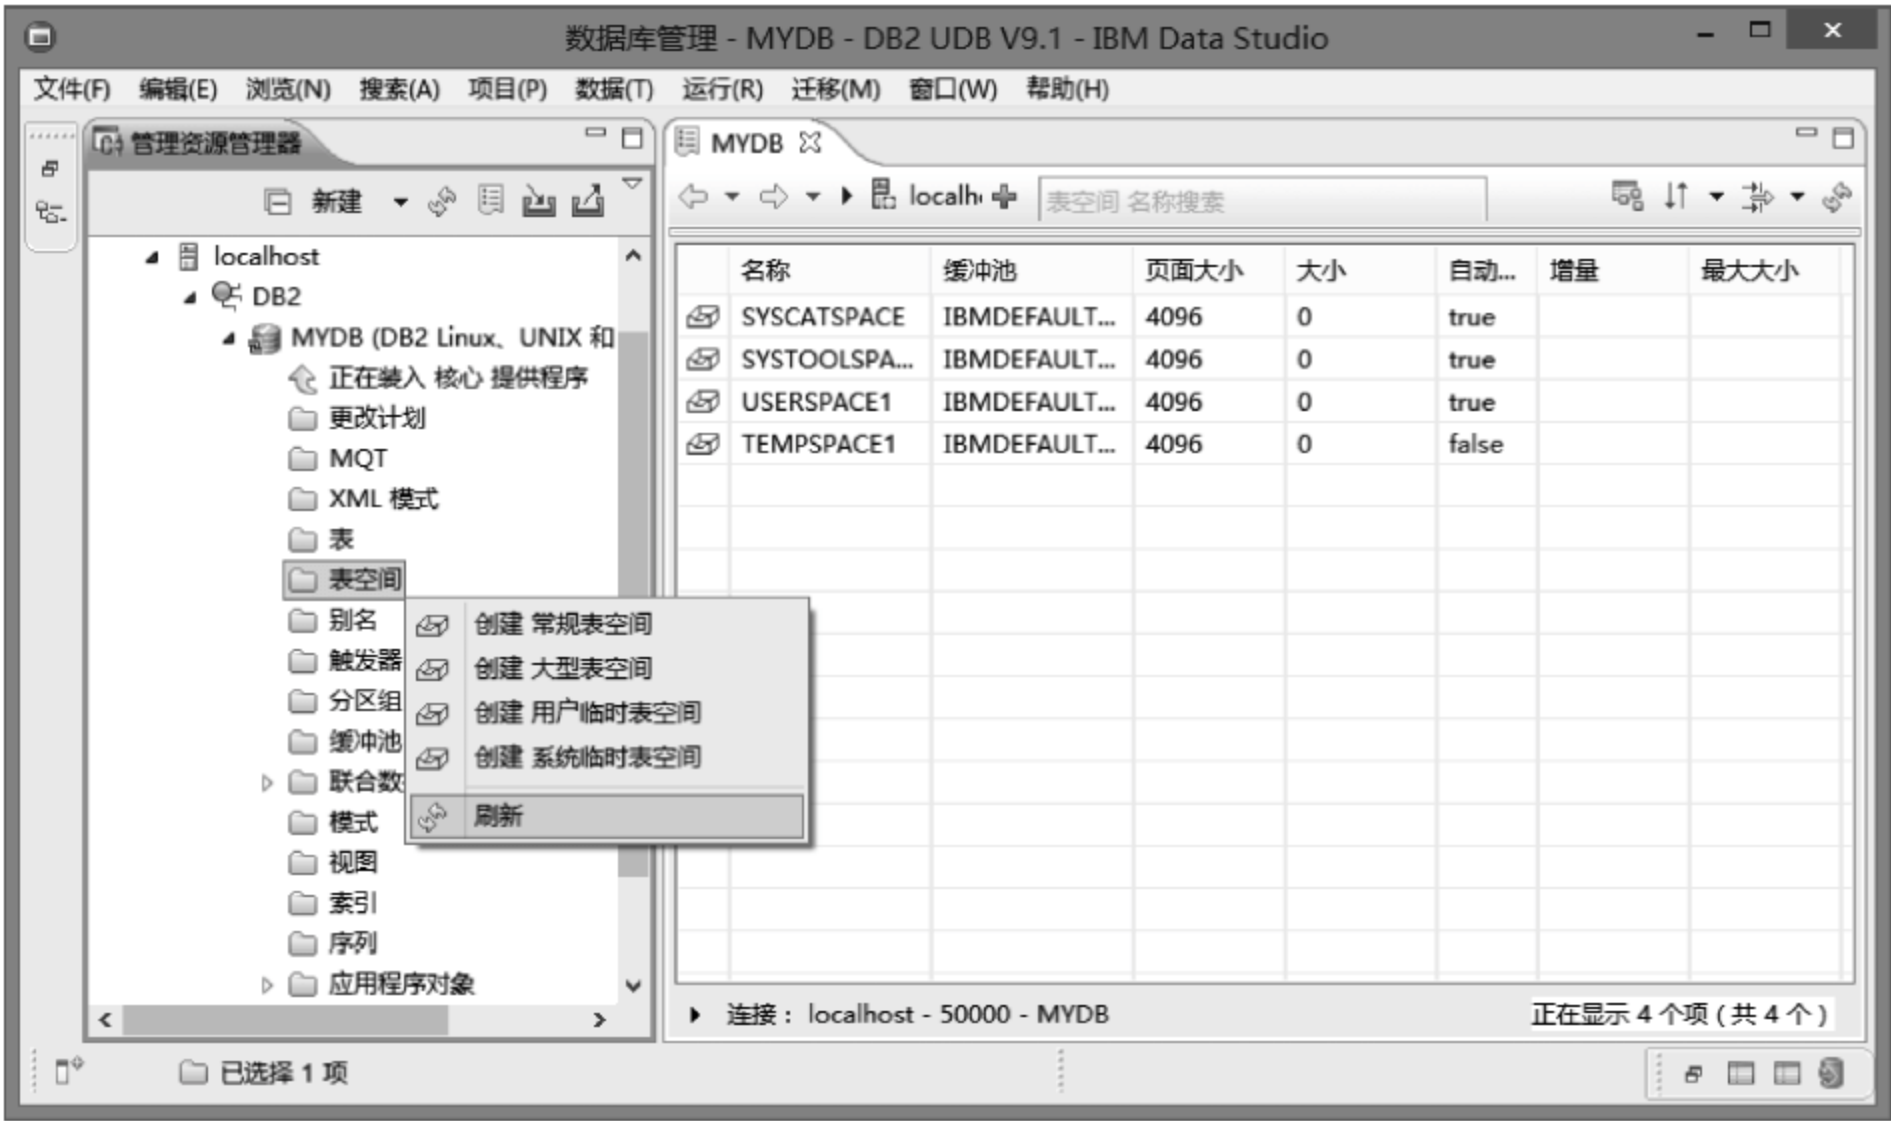 数据库管理 - MYDB - DB2 UDB V9.1 - IBM Data Studio
文件(F) 编辑(E) 浏览(N) 搜索(A) 项目(P) 数据(T) 运行(R) 迁移(M) 窗口(W) 帮助(H)
管理资源管理器
新建
localhost
DB2
MYDB (DB2 Linux、UNIX 和
正在装入 核心 提供程序
更改计划
MQT
XML 模式
表
表空间
别名
触发器
分区组
缓冲池
联合数
模式
视图
索引
序列
应用程序对象
创建 常规表空间
创建 大型表空间
创建 用户临时表空间
创建 系统临时表空间
刷新
MYDB
localh
表空间 名称搜索
名称 缓冲池 页面大小 大小 自动... 增量 最大大小
SYSCATSPACE IBMDEFAULT... 4096 0 true
SYSTOOLSPA... IBMDEFAULT... 4096 0 true
USERSPACE1 IBMDEFAULT... 4096 0 true
TEMPSPACE1 IBMDEFAULT... 4096 0 false
连接： localhost - 50000 - MYDB
正在显示 4 个项 ( 共 4 个 )
已选择 1 项